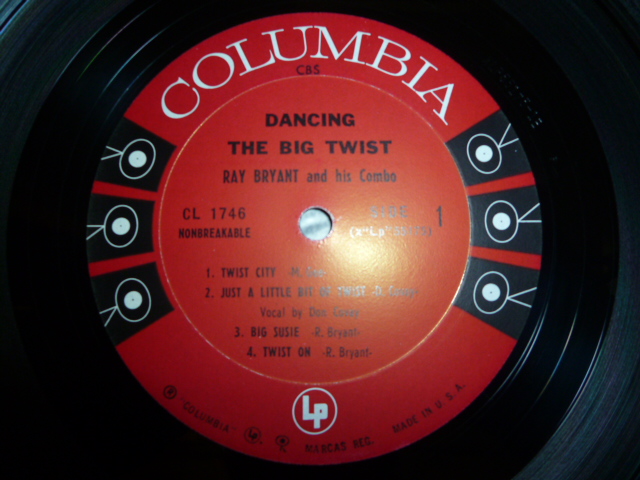 COLUMBIA
CBS
DANCING
THE BIG TWIST
RAY BRYANT and his Combo
CL 1746
NONBREAKABLE
SIDE 1
1. TWIST CITY
2. JUST A LITTLE BIT OF TWIST
Vocal by Don
3. BIG SUSIE -R. Bryant-
4. TWIST ON -R. Bryant-
Lp
® "COLUMBIA" MARCAS REG. MADE IN U.S.A.